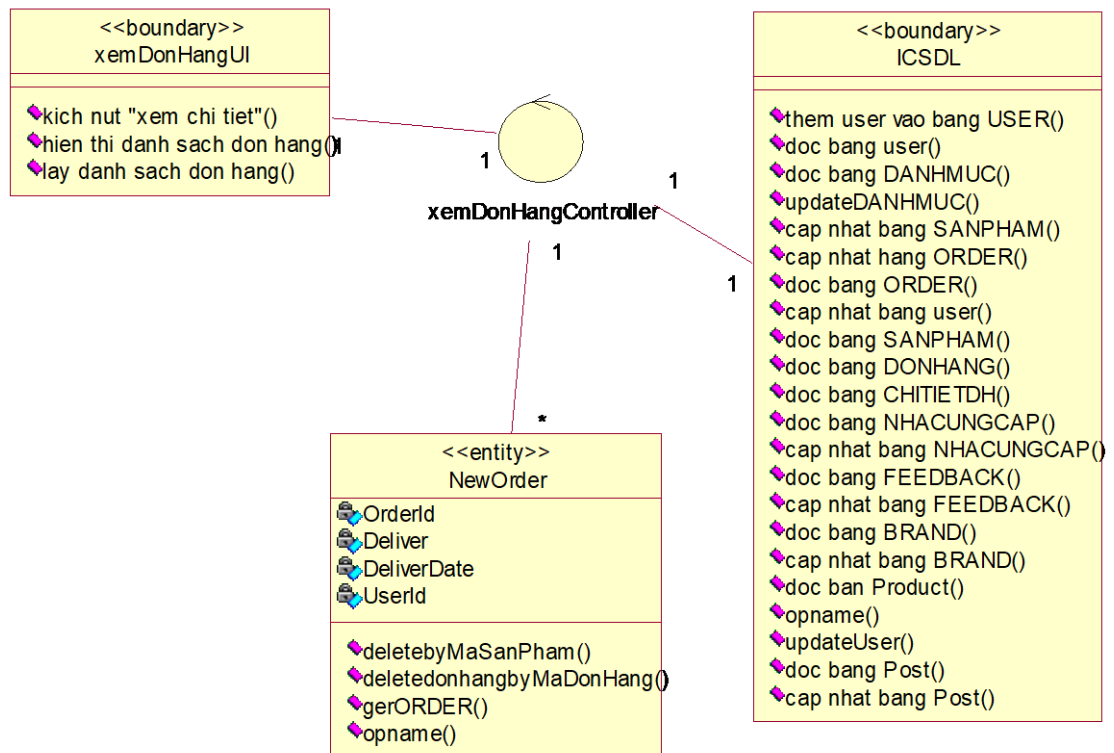 <<boundary>>
xemDonHangUI
kich nut "xem chi tiet"()
hien thi danh sach don hang()
lay danh sach don hang()
1
1
xemDonHangController
1
1
1
*
<<entity>>
NewOrder
OrderId
Deliver
DeliverDate
UserId
deletebyMaSanPham()
deletedonhangbyMaDonHang()
gerORDER()
opname()
<<boundary>>
ICSDL
them user vao bang USER()
doc bang user()
doc bang DANHMUC()
updateDANHMUC()
cap nhat bang SANPHAM()
cap nhat hang ORDER()
doc bang ORDER()
cap nhat bang user()
doc bang SANPHAM()
doc bang DONHANG()
doc bang CHITIETDH()
doc bang NHACUNGCAP()
cap nhat bang NHACUNGCAP()
doc bang FEEDBACK()
cap nhat bang FEEDBACK()
doc bang BRAND()
cap nhat bang BRAND()
doc ban Product()
opname()
updateUser()
doc bang Post()
cap nhat bang Post()